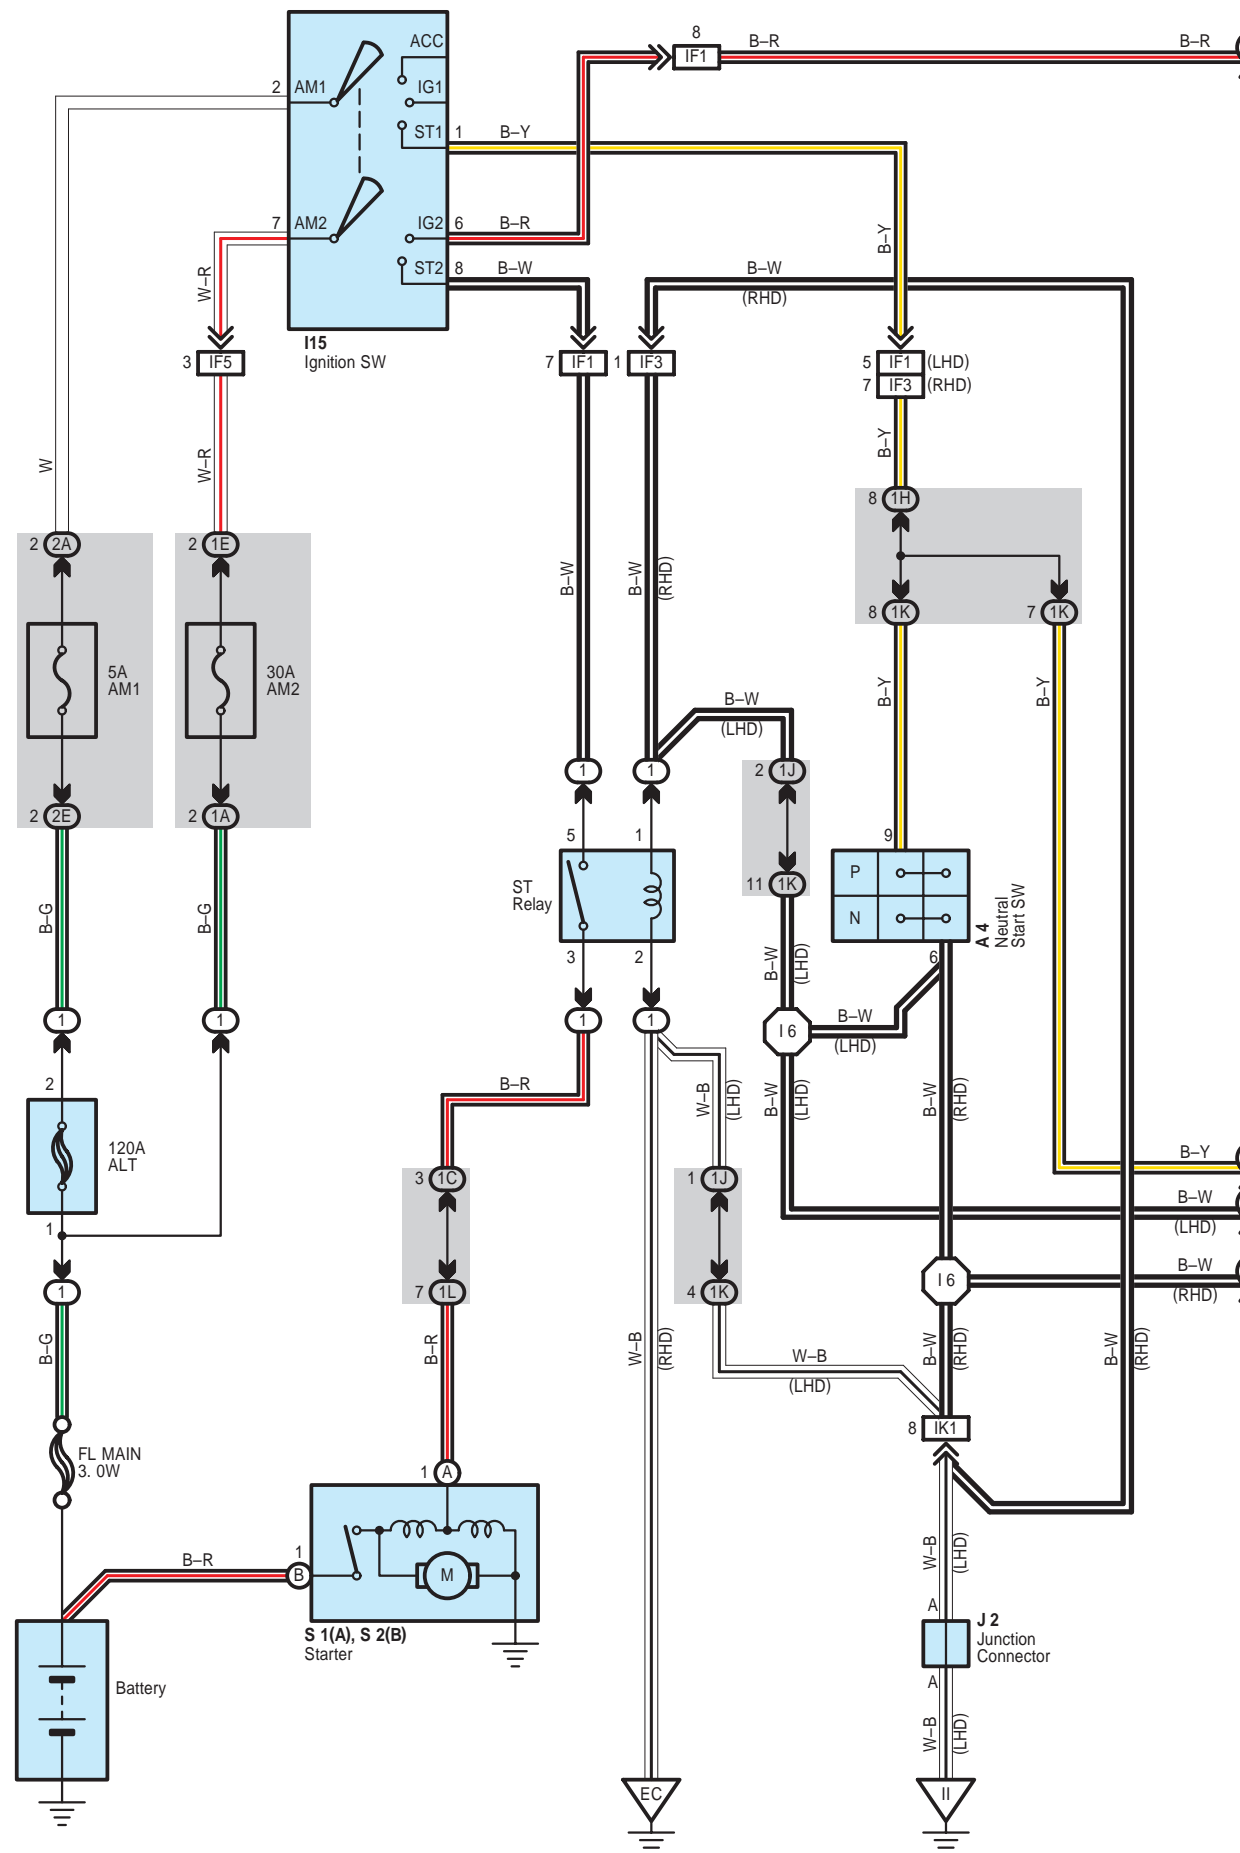 8
IF1
B–R
B–R
ACC
2
AM1
IG1
ST1
1
B–Y
7
AM2
IG2
6
B–R
ST2
8
B–W
B–Y
W–R
B–W
(RHD)
I15
Ignition SW
3
IF5
7
IF1
1
IF3
5
IF1
(LHD)
7
IF3
(RHD)
W
W–R
B–Y
8
1H
2
2A
2
1E
B–W
B–W
(RHD)
8
1K
7
1K
5A
AM1
30A
AM2
B–Y
B–Y
B–W
(LHD)
1
1
2
1J
2
2E
2
1A
5
1
9
ST
Relay
11
1K
P
N
A 4
Neutral
Start SW
B–G
B–G
3
2
6
B–W
(LHD)
1
1
1
1
I 6
B–W
(LHD)
2
B–R
W–B
(LHD)
B–W
(LHD)
B–W
(RHD)
120A
ALT
B–Y
3
1C
1
1J
B–W
(LHD)
1
1
7
1L
4
1K
I 6
B–W
(RHD)
B–G
B–R
W–B
(RHD)
W–B
(LHD)
B–W
(RHD)
B–W
(RHD)
8
IK1
FL MAIN
3. 0W
1
A
B–R
1
B
M
W–B
(LHD)
S 1(A), S 2(B)
Starter
A
J 2
Junction
Connector
A
Battery
W–B
(LHD)
EC
II